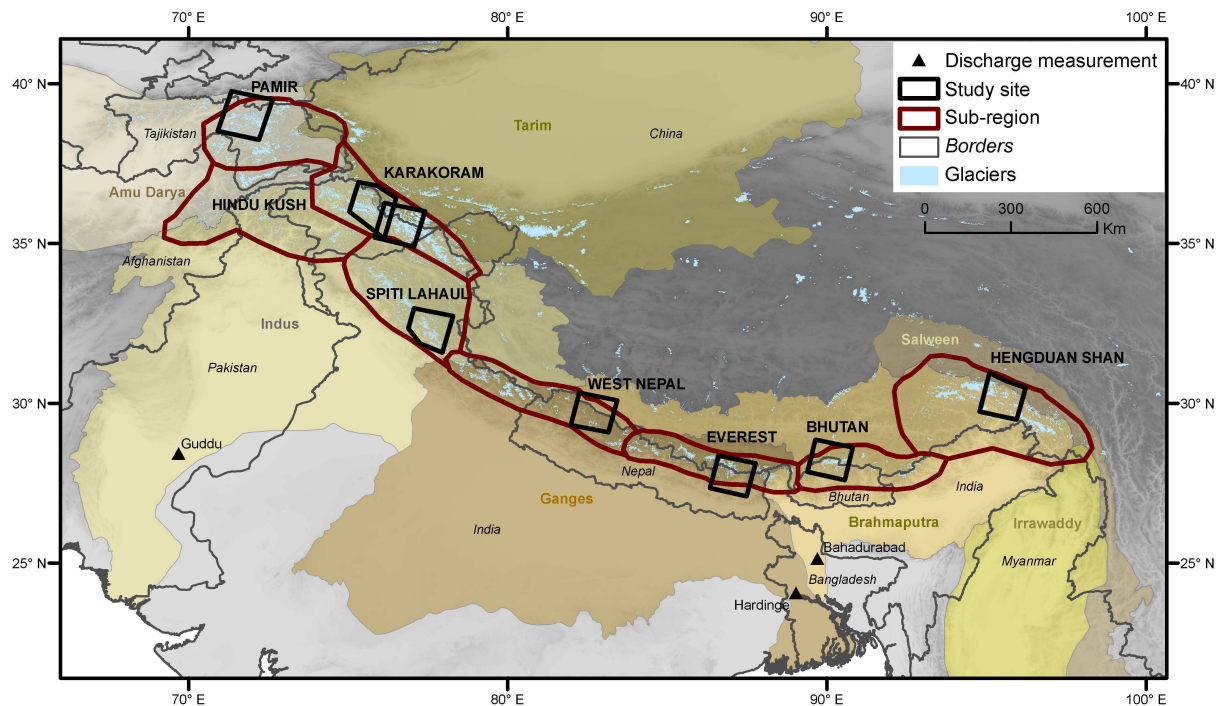 70° E
80° E
90° E
100° E
40° N
35° N
30° N
25° N
40° N
35° N
30° N
25° N
Discharge measurement
Study site
Sub-region
Borders
Glaciers
0
300
600
Km
PAMIR
Tajikistan
Tarim
China
KARAKORAM
Amu Darya
HINDU KUSH
Afghanistan
SPITI LAHAUL
Indus
Salween
HENGDUAN SHAN
Pakistan
WEST NEPAL
Guddu
EVEREST
BHUTAN
Nepal
India
Bhutan
Ganges
Brahmaputra
Irrawaddy
India
Bahadurabad
Myanmar
Bangladesh
Hardinge
70° E
80° E
90° E
100° E